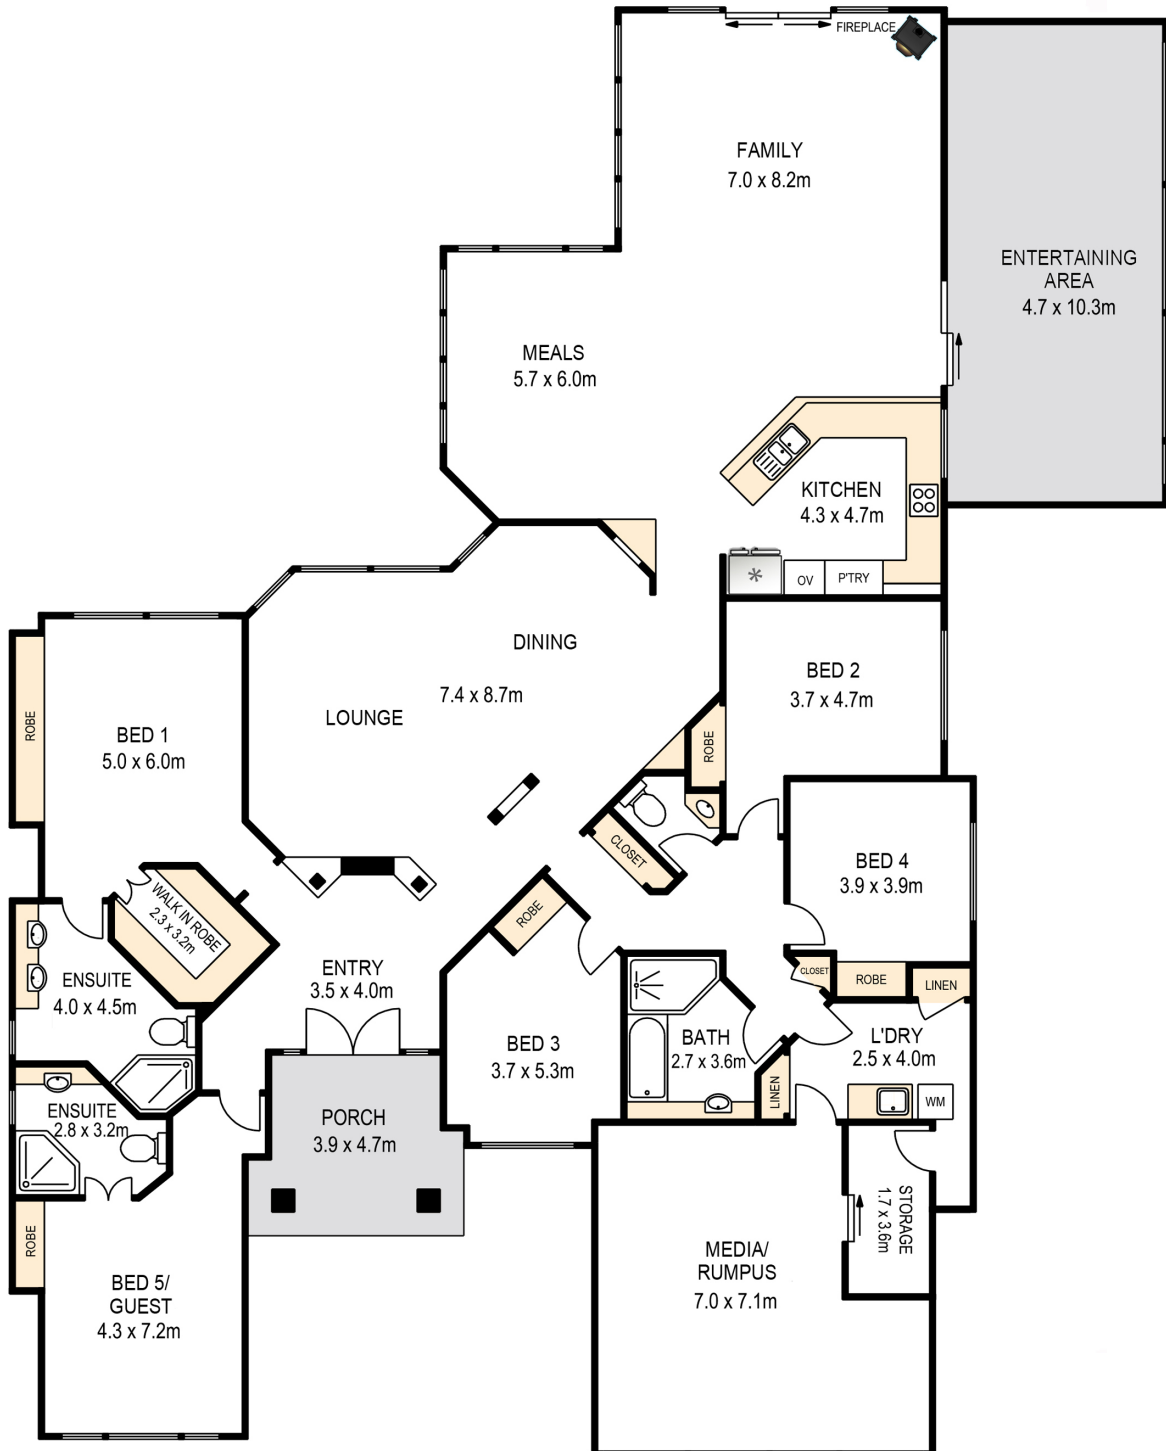 FIREPLACE
FAMILY
7.0 x 8.2m
ENTERTAINING
AREA
4.7 x 10.3m
MEALS
5.7 x 6.0m
KITCHEN
4.3 x 4.7m
OV
P'TRY
DINING
7.4 x 8.7m
LOUNGE
BED 2
3.7 x 4.7m
ROBE
ROBE
BED 1
5.0 x 6.0m
CLOSET
BED 4
3.9 x 3.9m
WALK IN ROBE
2.3 x 3.2m
ROBE
ENSUITE
4.0 x 4.5m
ENTRY
3.5 x 4.0m
CLOSET
ROBE
LINEN
BED 3
3.7 x 5.3m
BATH
2.7 x 3.6m
L'DRY
2.5 x 4.0m
LINEN
WM
ENSUITE
2.8 x 3.2m
PORCH
3.9 x 4.7m
STORAGE
1.7 x 3.6m
ROBE
BED 5/
GUEST
4.3 x 7.2m
MEDIA/
RUMPUS
7.0 x 7.1m